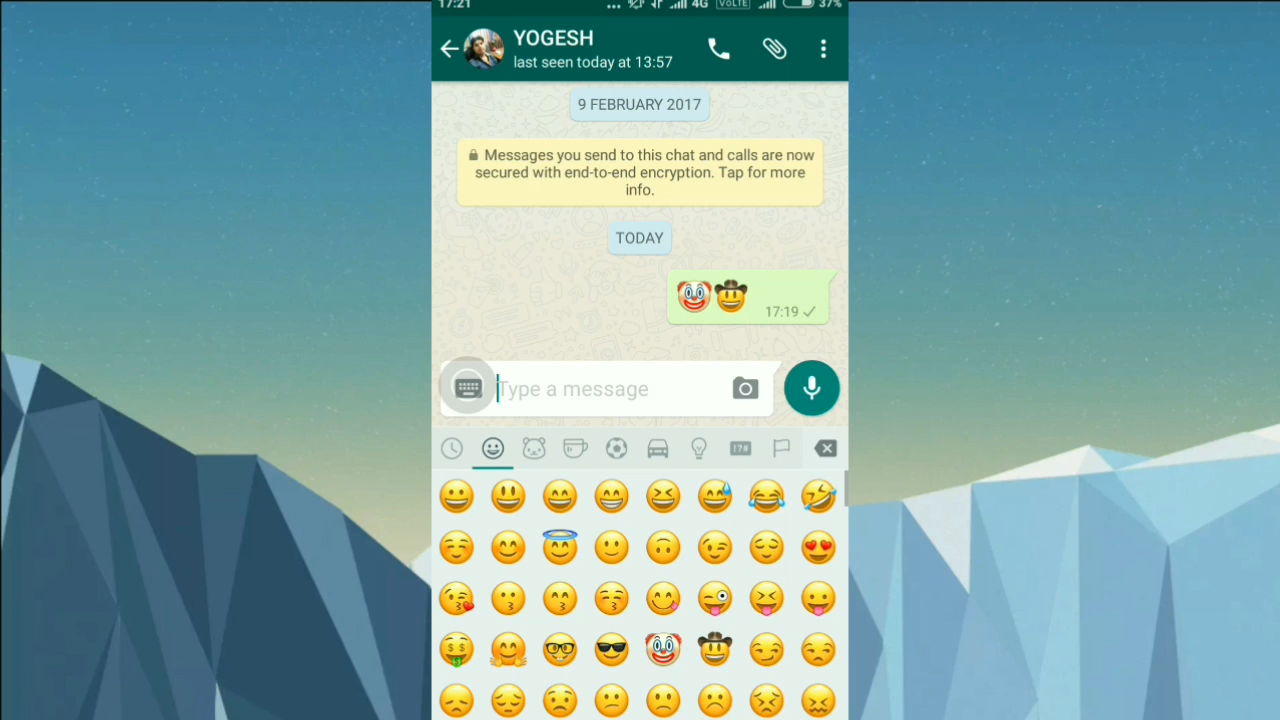 17:21 ... 4G VoLTE 37%
YOGESH
last seen today at 13:57
9 FEBRUARY 2017
Messages you send to this chat and calls are now
secured with end-to-end encryption. Tap for more
info.
TODAY
17:19
Type a message
!?#